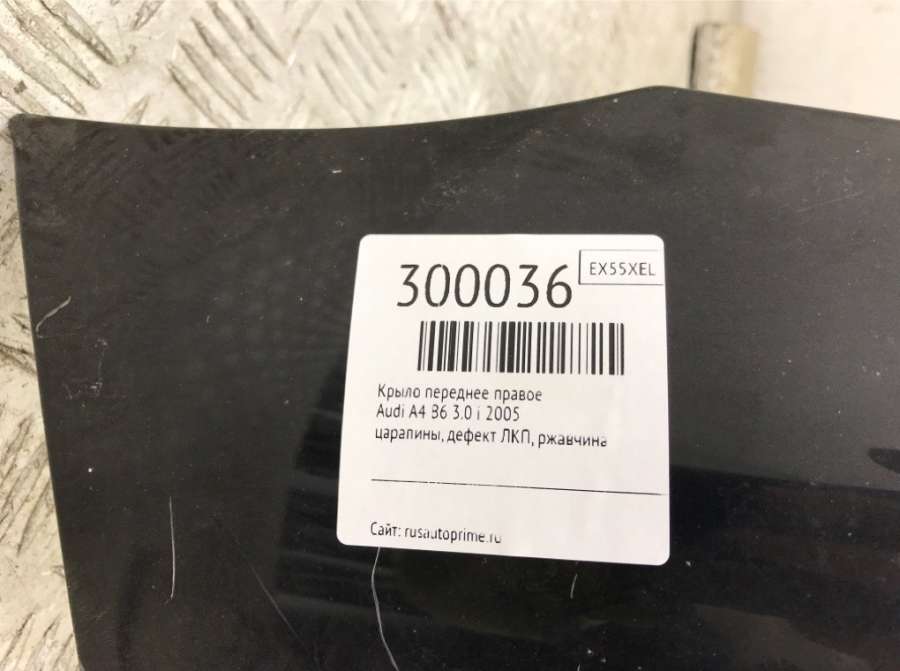 300036
EX55XEL
Крыло переднее правое
Audi A4 B6 3.0 i 2005
царапины, дефект ЛКП, ржавчина
Сайт: rusautoprime.ru